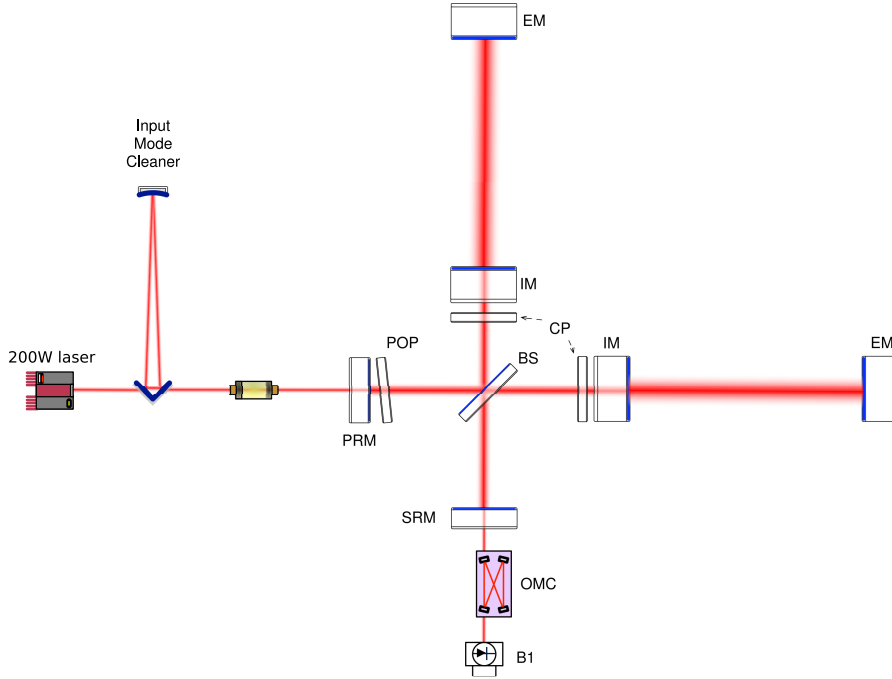 EM
Input
Mode
Cleaner
IM
CP
IM
EM
200W laser
POP
BS
PRM
SRM
OMC
B1